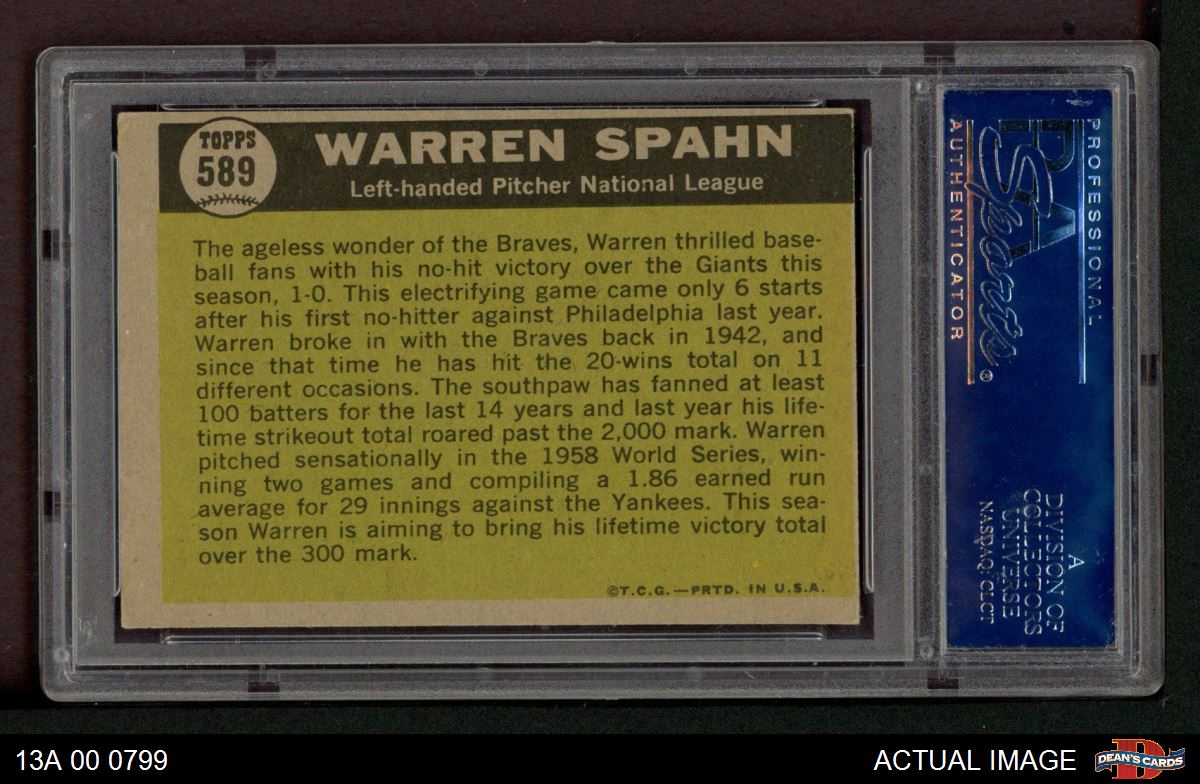 TOPPS
589
WARREN SPAHN
Left-handed Pitcher National League
The ageless wonder of the Braves, Warren thrilled base-
ball fans with his no-hit victory over the Giants this
season, 1-0. This electrifying game came only 6 starts
after his first no-hitter against Philadelphia last year.
Warren broke in with the Braves back in 1942, and
since that time he has hit the 20-wins total on 11
different occasions. The southpaw has fanned at least
100 batters for the last 14 years and last year his life-
time strikeout total roared past the 2,000 mark. Warren
pitched sensationally in the 1958 World Series, win-
ning two games and compiling a 1.86 earned run
average for 29 innings against the Yankees. This sea-
son Warren is aiming to bring his lifetime victory total
over the 300 mark.
©T.C.G.—PRTD. IN U.S.A.
PROFESSIONAL
PSA
Sports®
AUTHENTICATOR
A
DIVISION OF
COLLECTORS
UNIVERSE
NASDAQ: CLCT
13A 00 0799
ACTUAL IMAGE
D
DEAN'S CARDS